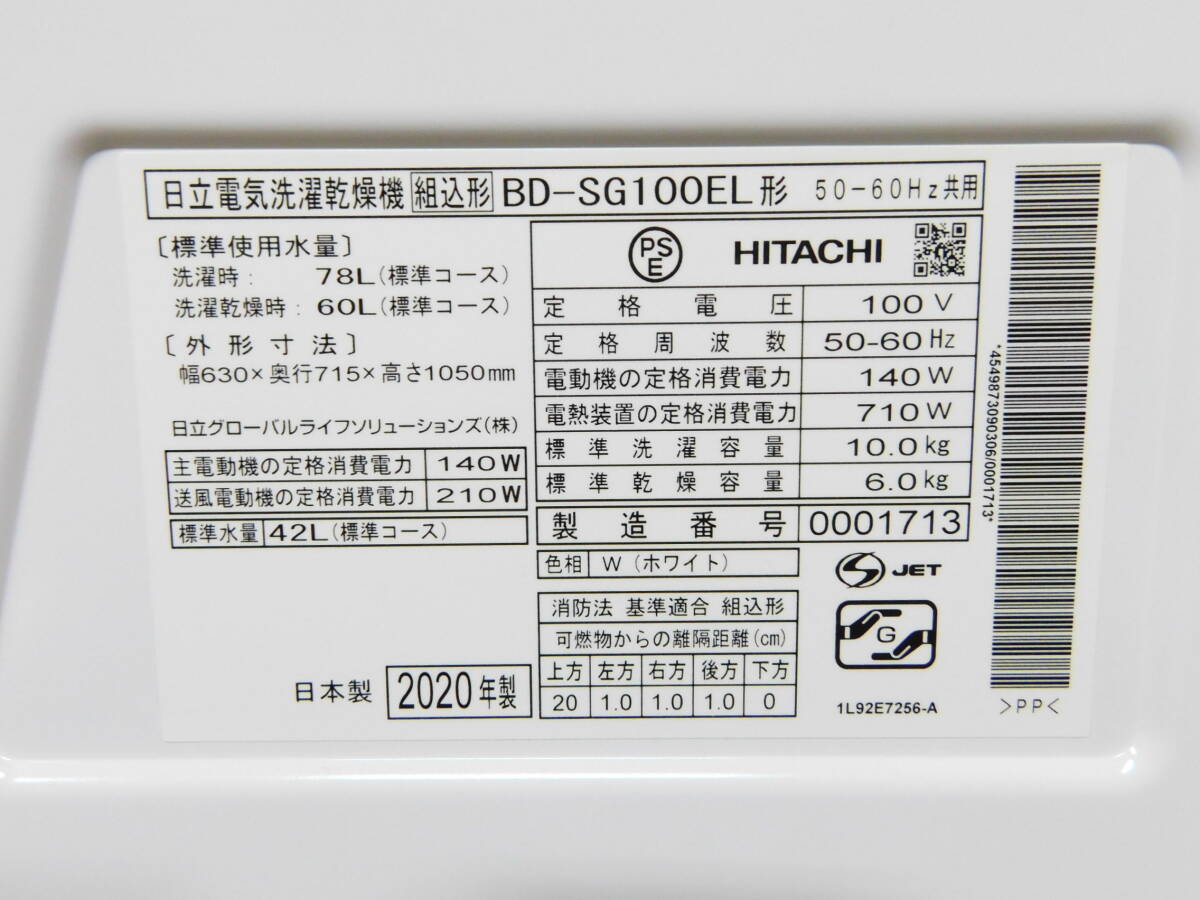 日立電気洗濯乾燥機 組込形 BD-SG100EL形 50-60Hz共用
〔標準使用水量〕
洗濯時: 78L(標準コース)
洗濯乾燥時: 60L(標準コース)
〔外形寸法〕
幅630×奥行715×高さ1050mm
日立グローバルライフソリューションズ(株)
主電動機の定格消費電力 140W
送風電動機の定格消費電力 210W
標準水量 42L(標準コース)
日本製 2020年製
PSE HITACHI
定格電圧 100V
定格周波数 50-60Hz
電動機の定格消費電力 140W
電熱装置の定格消費電力 710W
標準洗濯容量 10.0kg
標準乾燥容量 6.0kg
製造番号 0001713
色相 W(ホワイト)
消防法 基準適合 組込形
可燃物からの離隔距離(cm)
上方 左方 右方 後方 下方
20 1.0 1.0 1.0 0
S JET
G
1L92E7256-A
*4549873090306/0001713*
>PP<